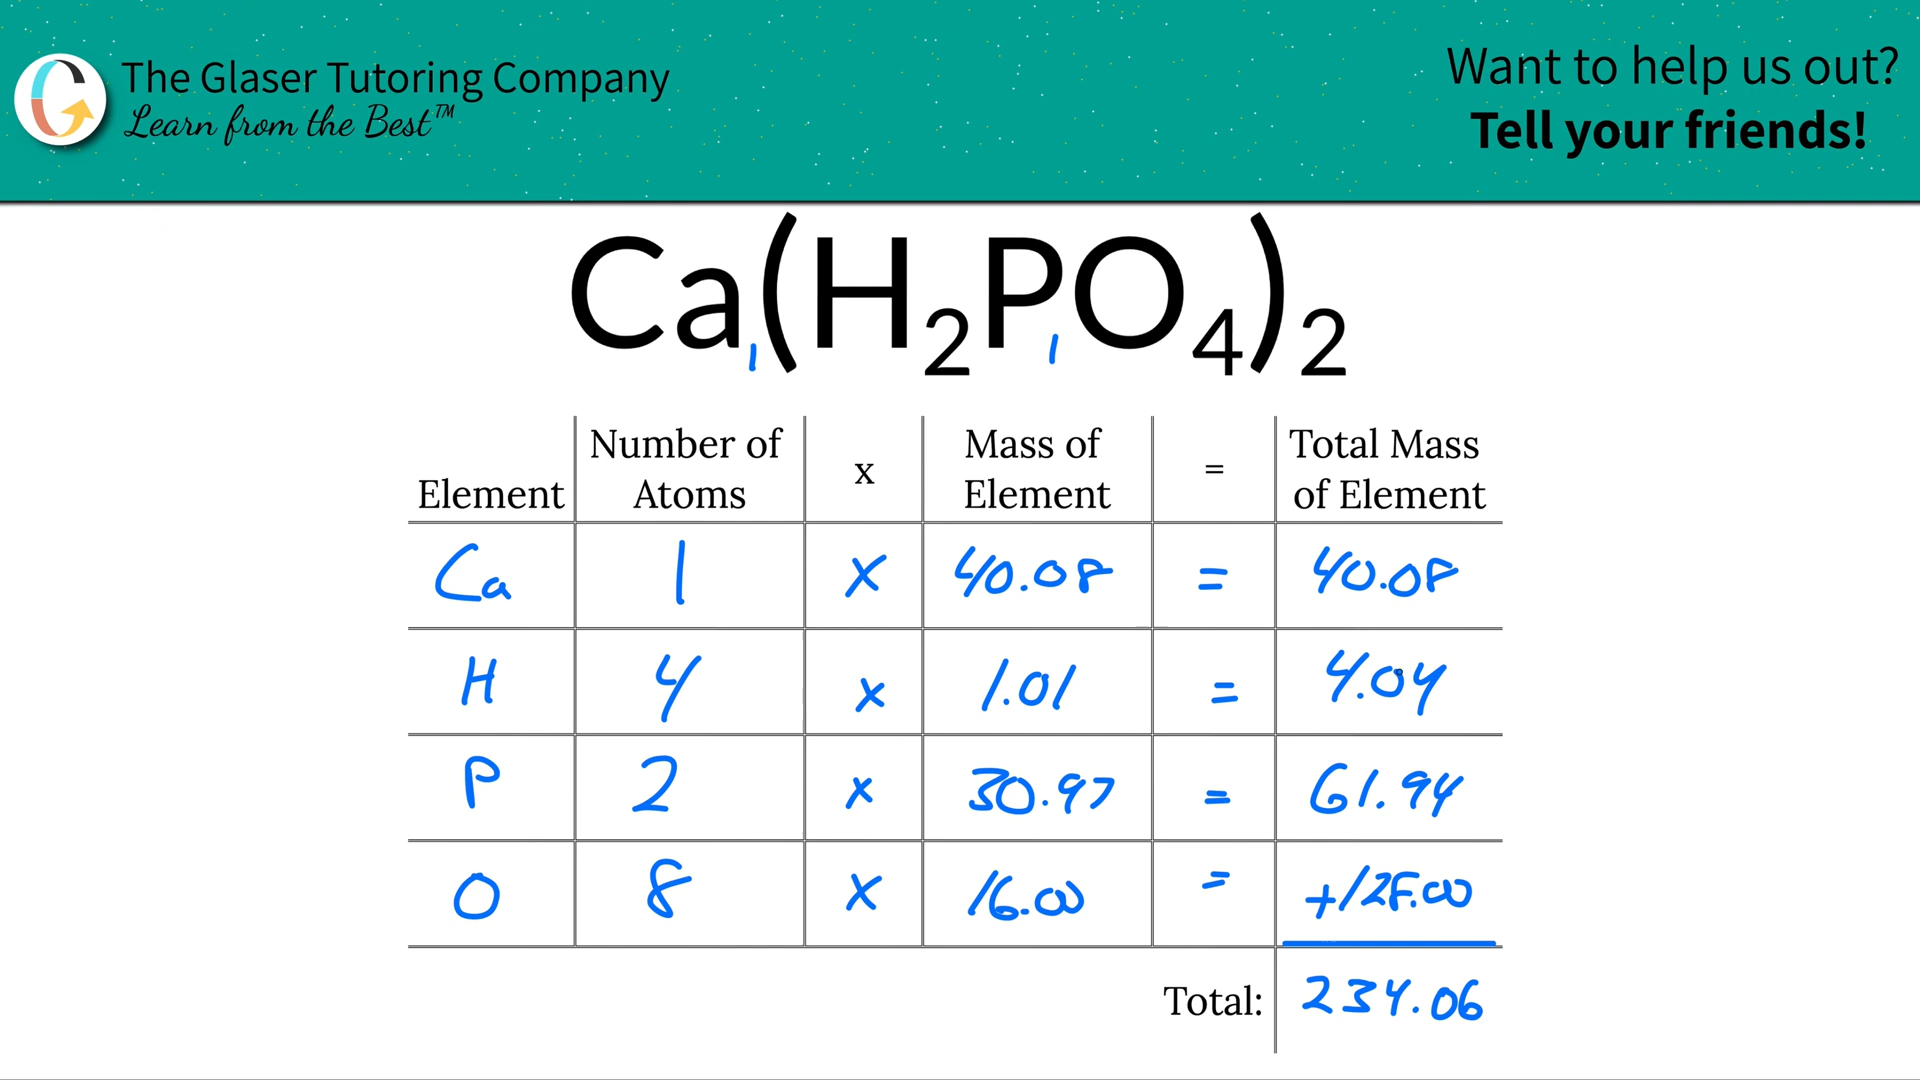 The Glaser Tutoring Company
Learn from the Best™
Want to help us out?
Tell your friends!
Ca₁(H₂P₁O₄)₂
Element | Number of Atoms | x | Mass of Element | = | Total Mass of Element
Ca | 1 | x | 40.08 | = | 40.08
H | 4 | x | 1.01 | = | 4.04
P | 2 | x | 30.97 | = | 61.94
O | 8 | x | 16.00 | = | +128.00
Total: | 234.06